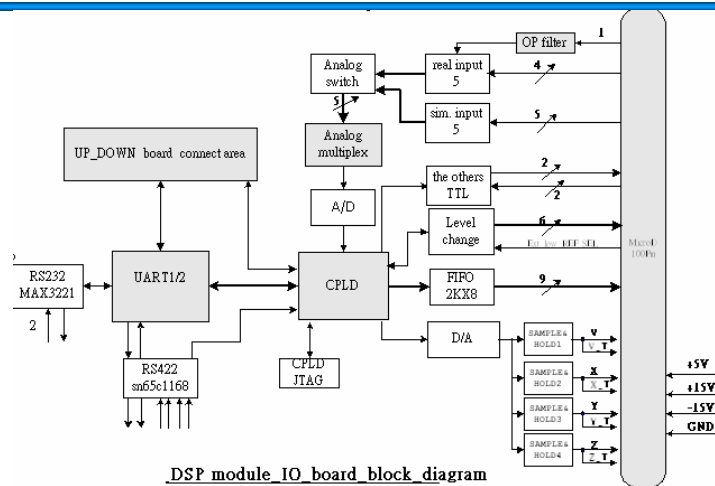 OP filter
1
Analog switch
real input 5
4
5
sim. input 5
5
UP_DOWN board connect area
Analog multiplex
the others TTL
2
2
A/D
Level change
6
Ext_iow_REF SEL
MicroD 100Pin
RS232 MAX3221
UART1/2
CPLD
FIFO 2KX8
9
2
D/A
SAMPLE& HOLD1
V
V_T
RS422 sn65c1168
CPLD JTAG
SAMPLE& HOLD2
X
X_T
+5V
+15V
SAMPLE& HOLD3
Y
Y_T
-15V
GND
SAMPLE& HOLD4
Z
Z_T
DSP module_IO_board_block_diagram